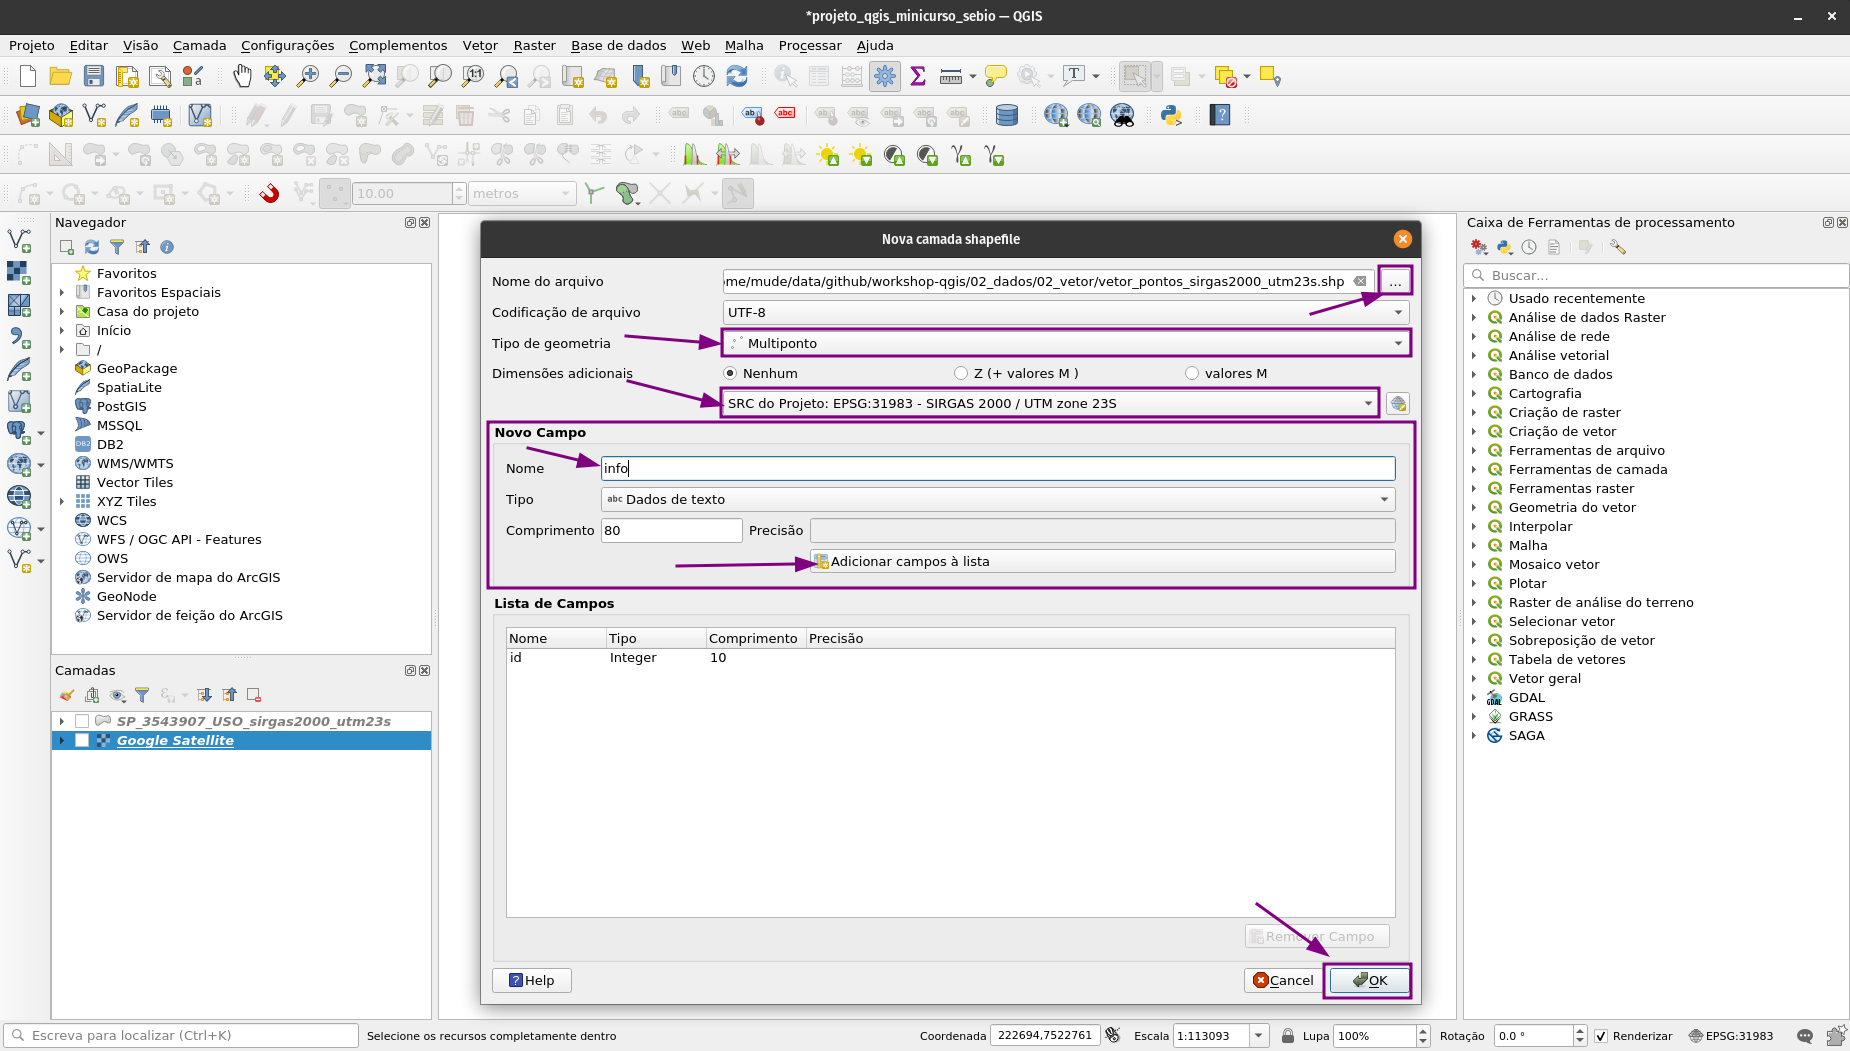 *projeto_qgis_minicurso_sebio — QGIS
Projeto Editar Visão Camada Configurações Complementos Vetor Raster Base de dados Web Malha Processar Ajuda
10.00 metros
Navegador
Favoritos
Favoritos Espaciais
Casa do projeto
Início
/
GeoPackage
SpatiaLite
PostGIS
MSSQL
DB2
WMS/WMTS
Vector Tiles
XYZ Tiles
WCS
WFS / OGC API - Features
OWS
Servidor de mapa do ArcGIS
GeoNode
Servidor de feição do ArcGIS
Camadas
SP_3543907_USO_sirgas2000_utm23s
Google Satellite
Nova camada shapefile
Nome do arquivo ome/mude/data/github/workshop-qgis/02_dados/02_vetor/vetor_pontos_sirgas2000_utm23s.shp ...
Codificação de arquivo UTF-8
Tipo de geometria Multiponto
Dimensões adicionais Nenhum Z (+ valores M ) valores M
SRC do Projeto: EPSG:31983 - SIRGAS 2000 / UTM zone 23S
Novo Campo
Nome info
Tipo abc Dados de texto
Comprimento 80 Precisão
Adicionar campos à lista
Lista de Campos
Nome Tipo Comprimento Precisão
id Integer 10
Remover Campo
Help Cancel OK
Caixa de Ferramentas de processamento
Buscar...
Usado recentemente
Análise de dados Raster
Análise de rede
Análise vetorial
Banco de dados
Cartografia
Criação de raster
Criação de vetor
Ferramentas de arquivo
Ferramentas de camada
Ferramentas raster
Geometria do vetor
Interpolar
Malha
Mosaico vetor
Plotar
Raster de análise do terreno
Selecionar vetor
Sobreposição de vetor
Tabela de vetores
Vetor geral
GDAL
GRASS
SAGA
Escreva para localizar (Ctrl+K) Selecione os recursos completamente dentro Coordenada 222694,7522761 Escala 1:113093 Lupa 100% Rotação 0.0 ° Renderizar EPSG:31983